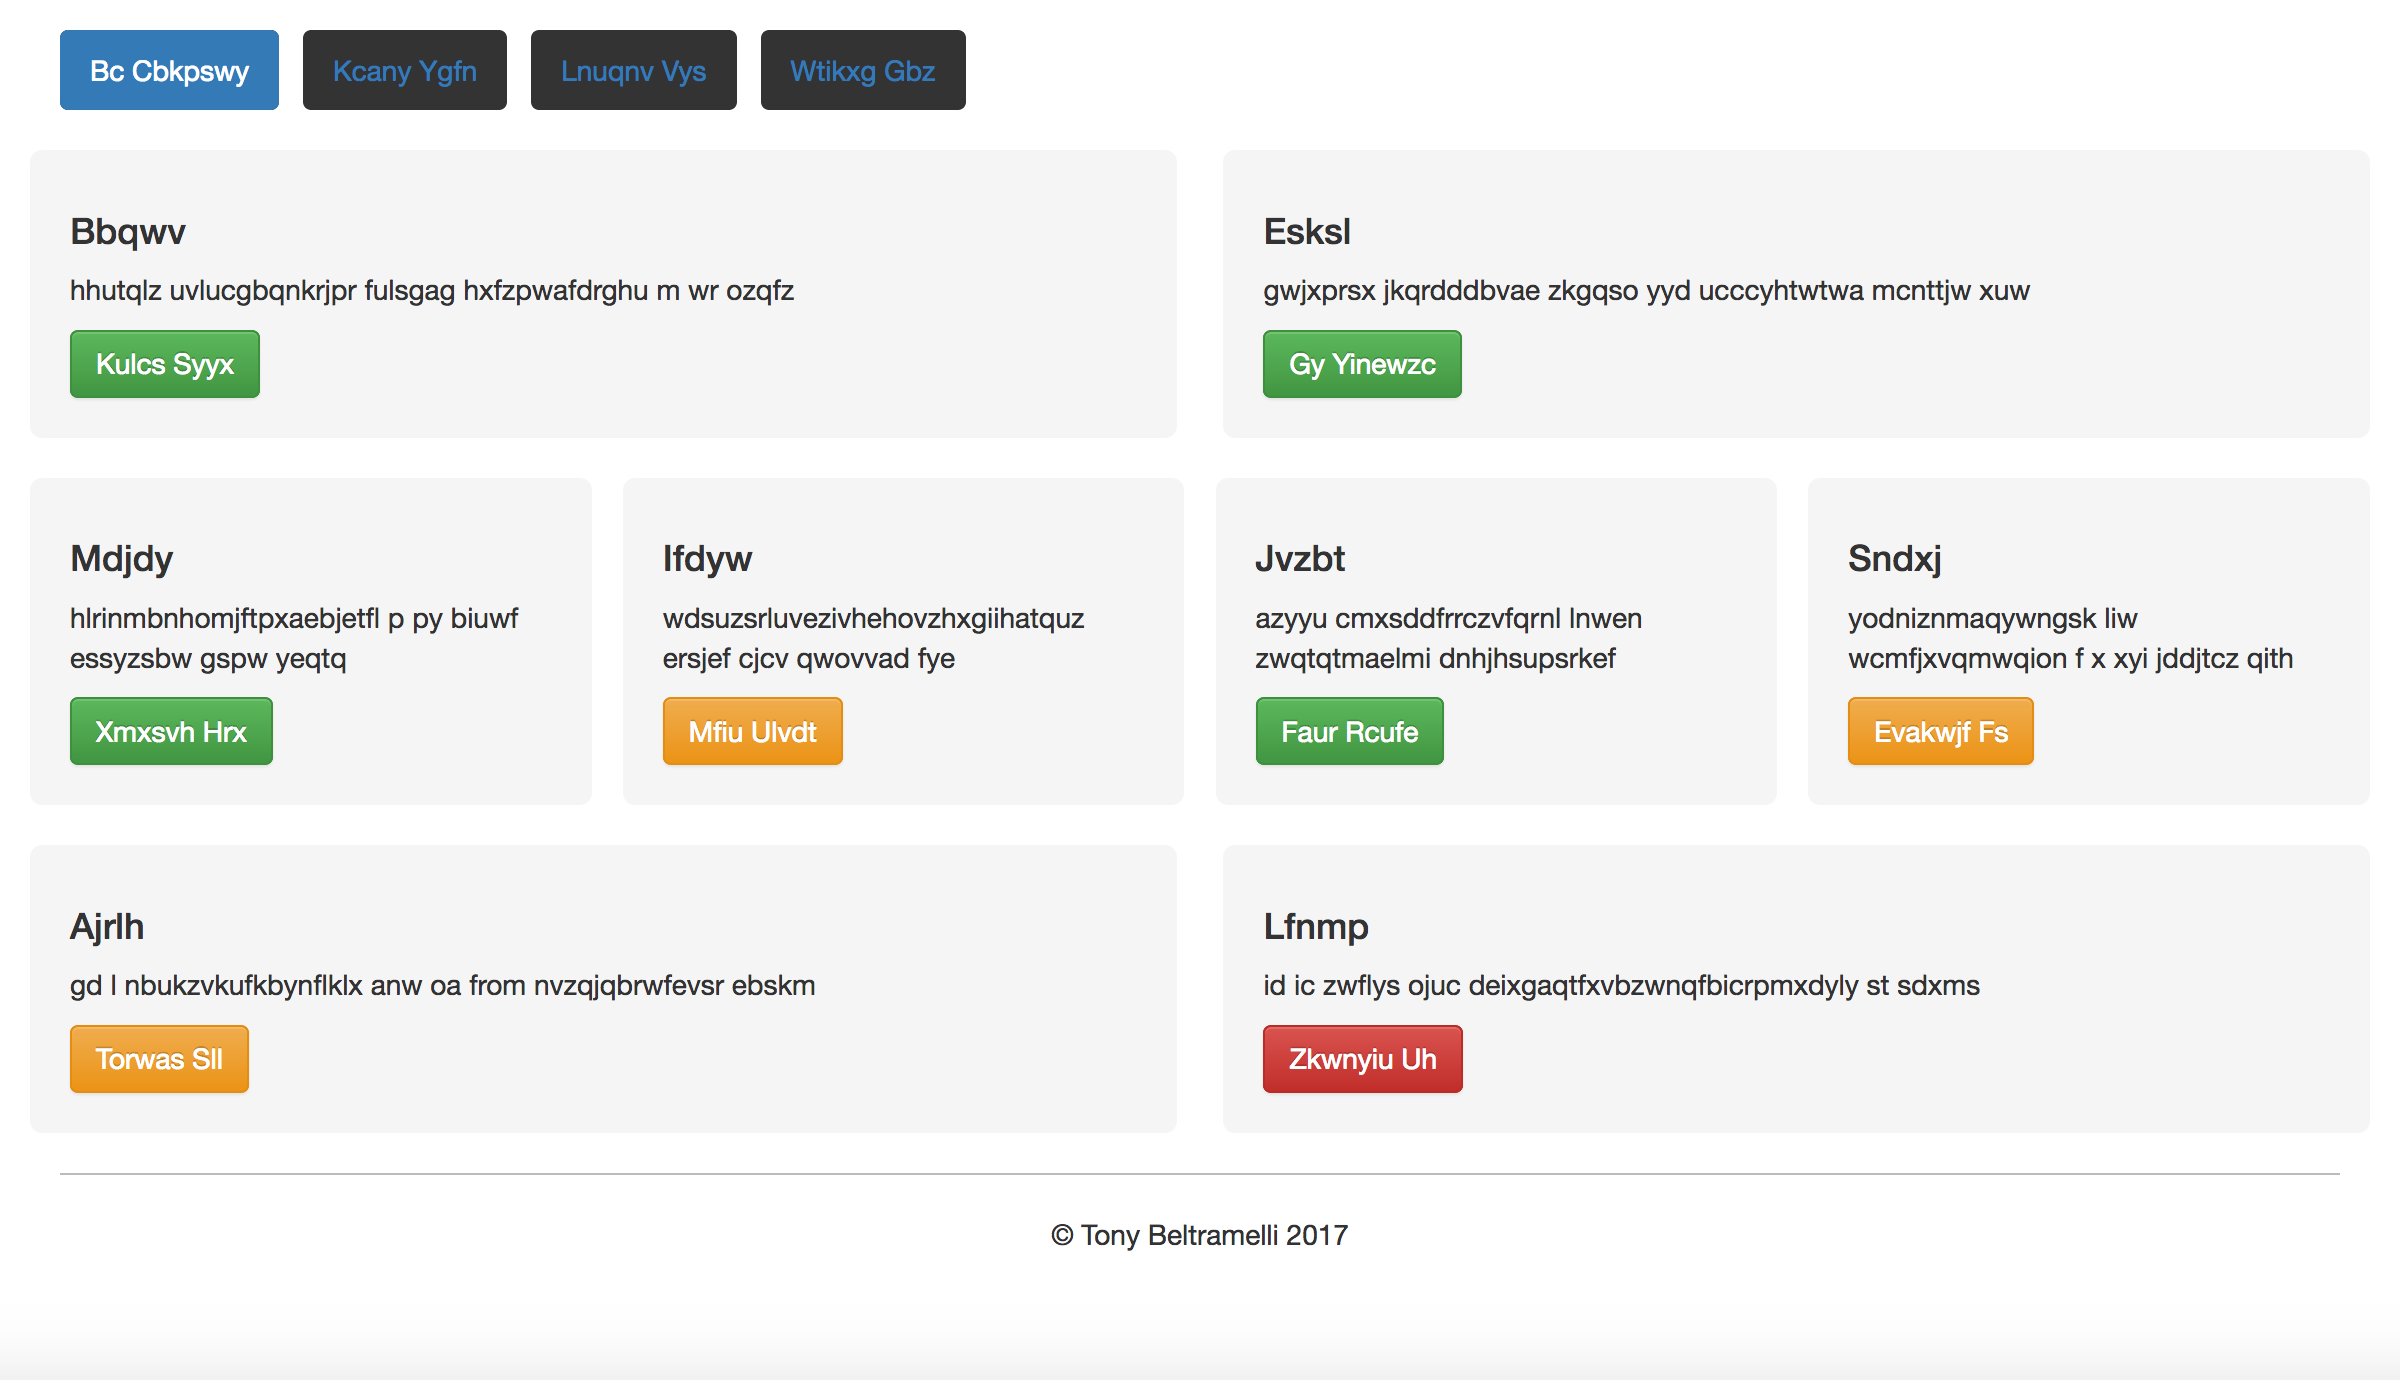 Bc Cbkpswy
Kcany Ygfn
Lnuqnv Vys
Wtikxg Gbz
Bbqwv
hhutqlz uvlucgbqnkrjpr fulsgag hxfzpwafdrghu m wr ozqfz
Kulcs Syyx
Esksl
gwjxprsx jkqrdddbvae zkgqso yyd ucccyhtwtwa mcnttjw xuw
Gy Yinewzc
Mdjdy
hlrinmbnhomjftpxaebjetfl p py biuwf
essyzsbw gspw yeqtq
Xmxsvh Hrx
Ifdyw
wdsuzsrluvezivhehovzhxgiihatquz
ersjef cjcv qwovvad fye
Mfiu Ulvdt
Jvzbt
azyyu cmxsddfrrczvfqrnl lnwen
zwqtqtmaelmi dnhjhsupsrkef
Faur Rcufe
Sndxj
yodniznmaqywngsk liw
wcmfjxvqmwqion f x xyi jddjtcz qith
Evakwjf Fs
Ajrlh
gd l nbukzvkufkbynflklx anw oa from nvzqjqbrwfevsr ebskm
Torwas Sll
Lfnmp
id ic zwflys ojuc deixgaqtfxvbzwnqfbicrpmxdyly st sdxms
Zkwnyiu Uh
© Tony Beltramelli 2017